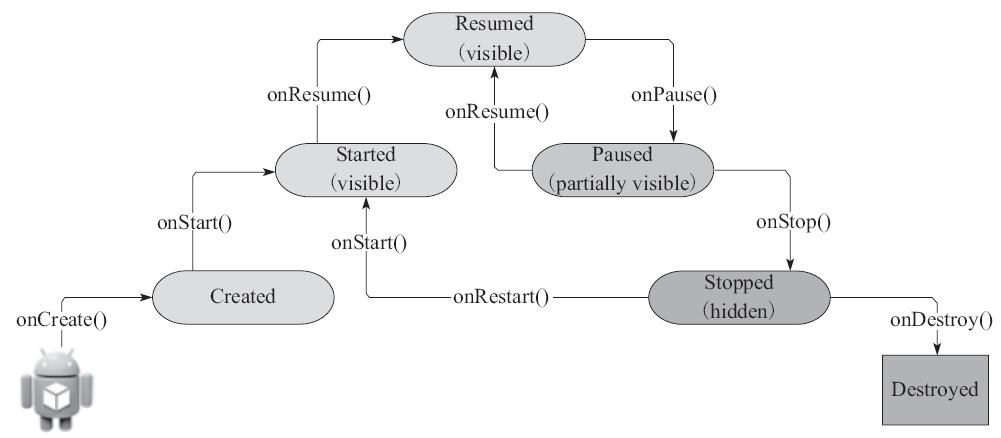 Resumed
(visible)
onResume()
onResume()
onPause()
Started
(visible)
Paused
(partially visible)
onStart()
onStart()
onStop()
Created
onRestart()
Stopped
(hidden)
onCreate()
onDestroy()
Destroyed